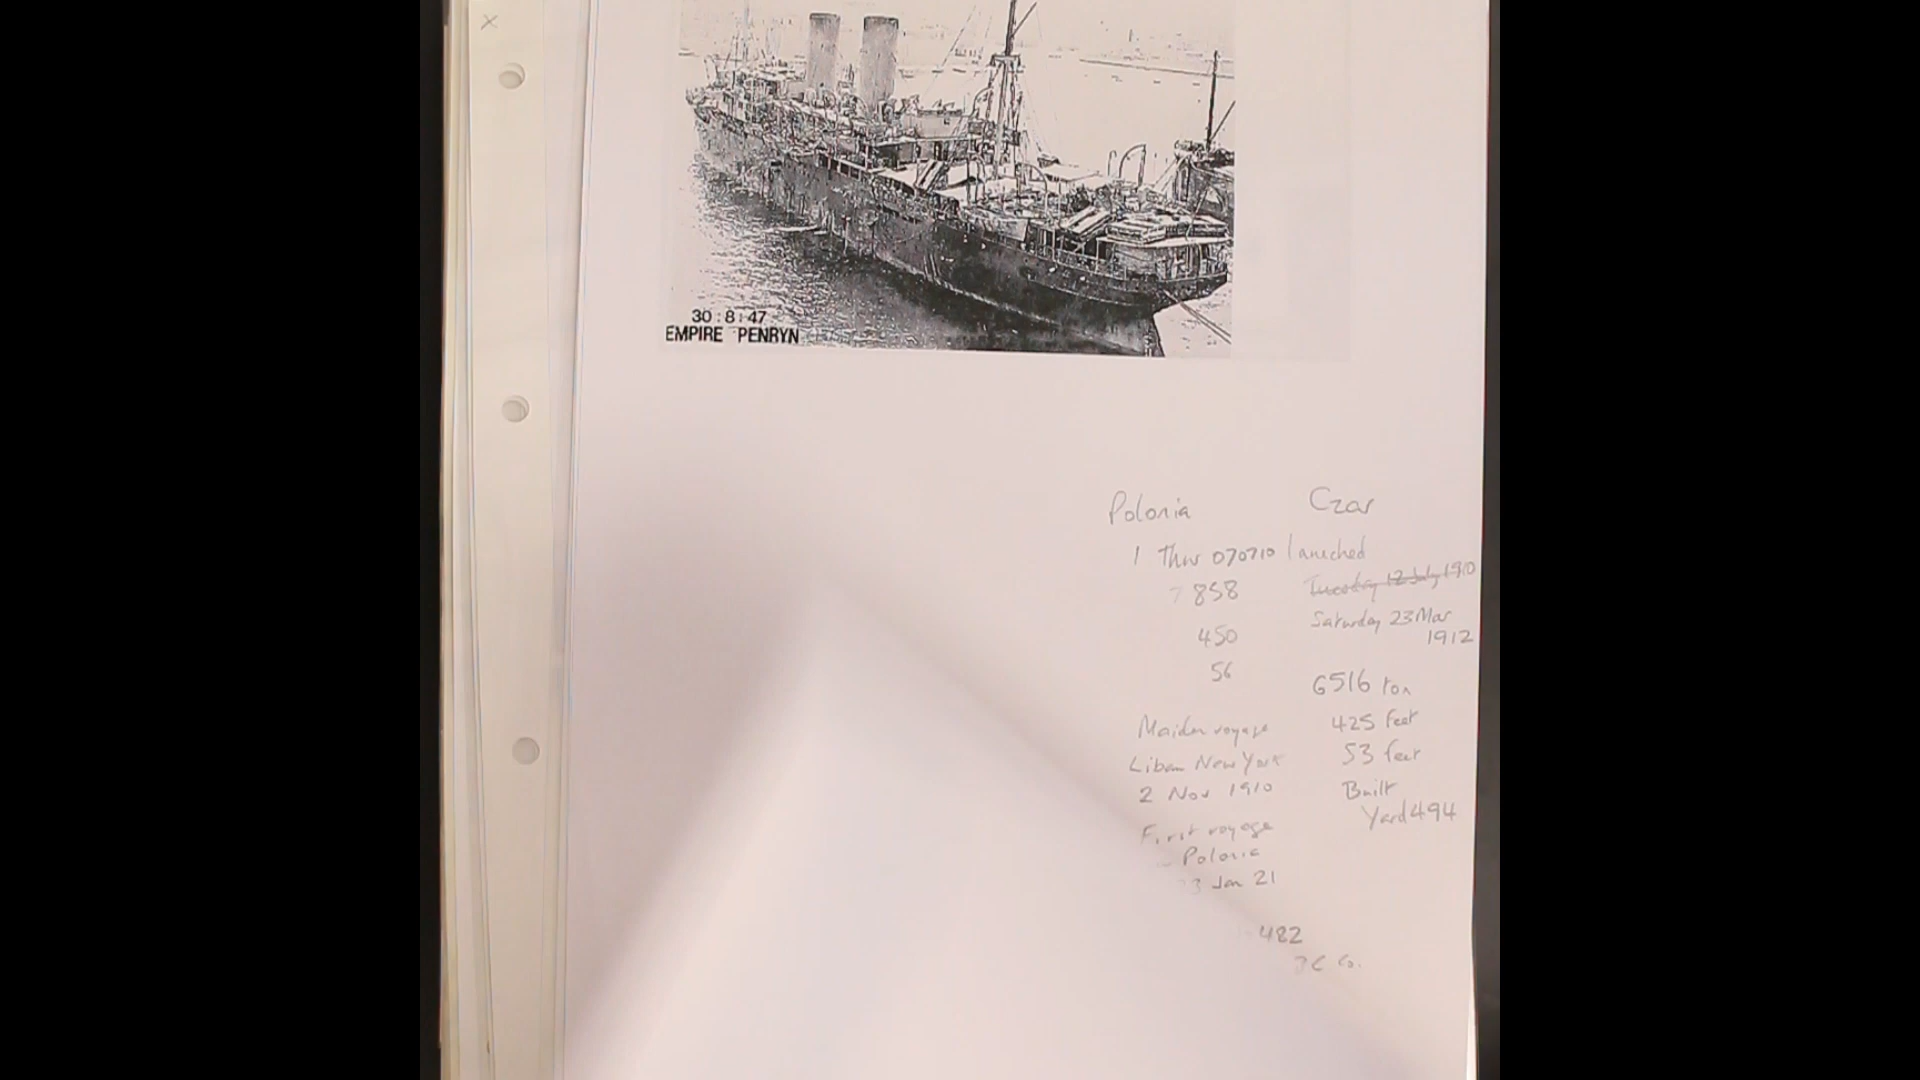 30:8:47
EMPIRE PENRYN
Polonia
1 Thur 070710 launched
7858
450
56
Maiden voyage
Libau New York
2 Nov 1910
First voyage
Polonia
23 Jan 21
482
Co.
Czar
Tuesday 12 July 1910
Saturday 23 Mar
1912
6516 ton
425 feet
53 feet
Built
Yard 494